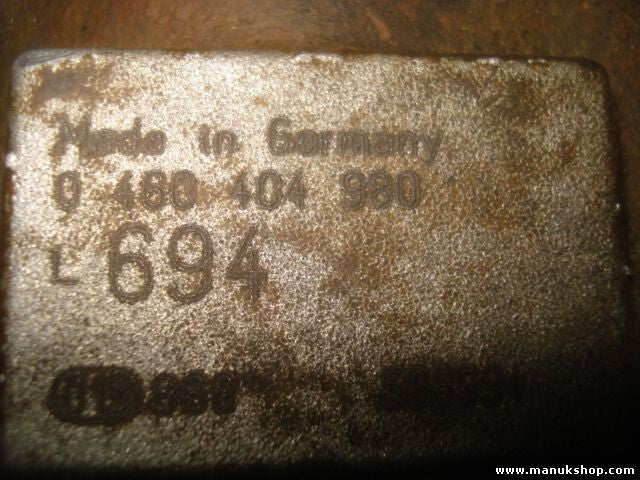 Made in Germany
0 460 404 980
L 694
www.manukshop.com